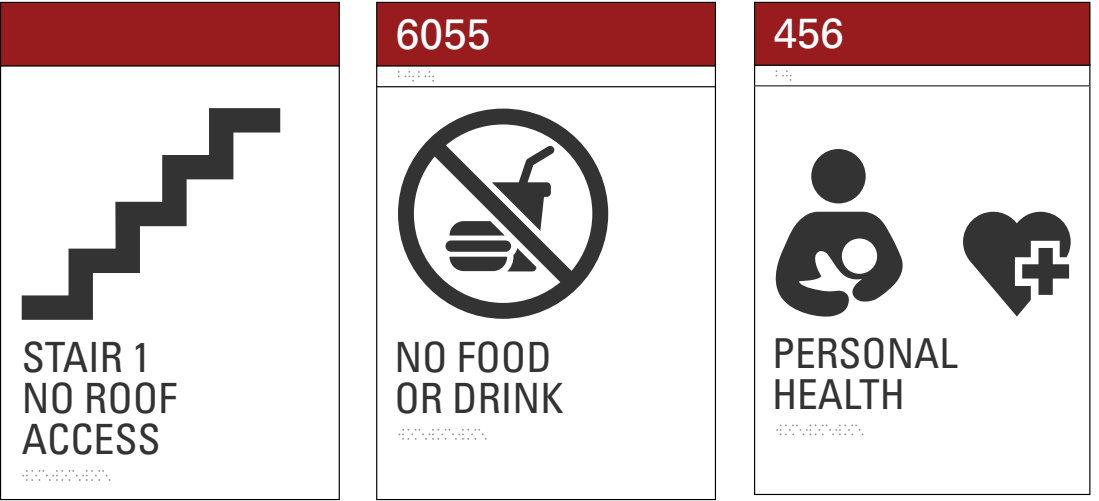 STAIR 1
NO ROOF
ACCESS
6055
NO FOOD
OR DRINK
456
PERSONAL
HEALTH